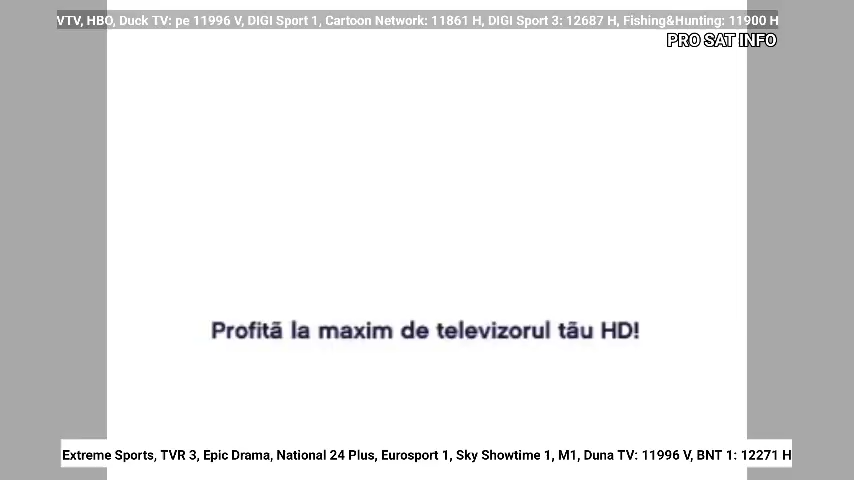 VTV, HBO, Duck TV: pe 11996 V, DIGI Sport 1, Cartoon Network: 11861 H, DIGI Sport 3: 12687 H, Fishing&Hunting: 11900 H
PRO SAT INFO
Profitã la maxim de televizorul tãu HD!
Extreme Sports, TVR 3, Epic Drama, National 24 Plus, Eurosport 1, Sky Showtime 1, M1, Duna TV: 11996 V, BNT 1: 12271 H